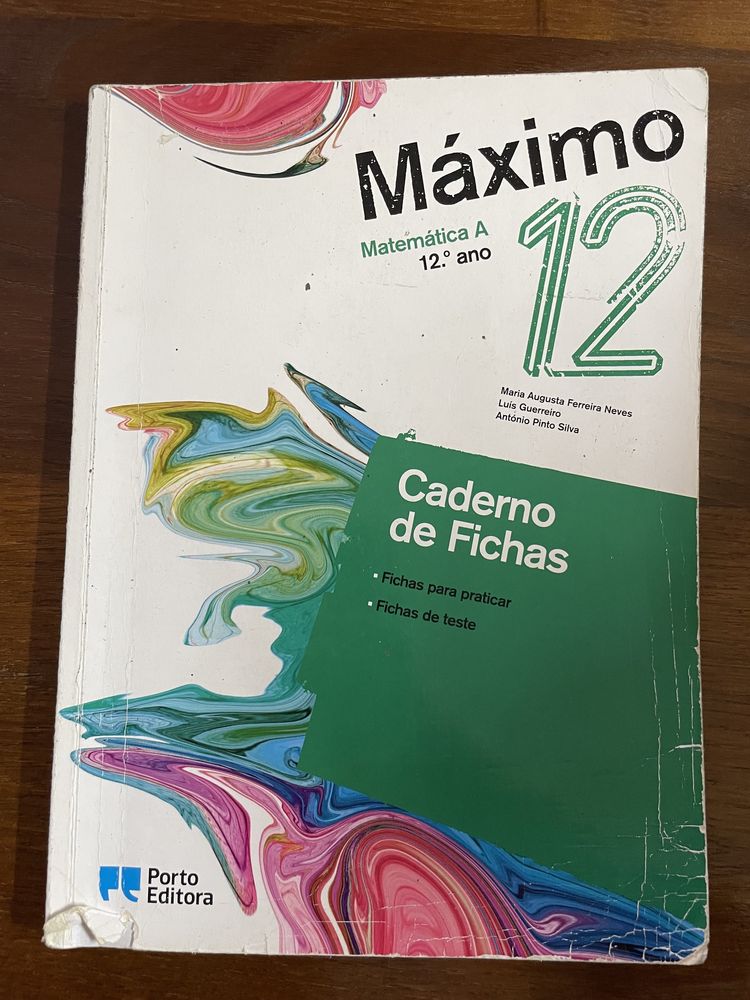 Máximo
12
Matemática A
12.º ano
Maria Augusta Ferreira Neves
Luís Guerreiro
António Pinto Silva
Caderno
de Fichas
▪ Fichas para praticar
▪ Fichas de teste
Porto
Editora